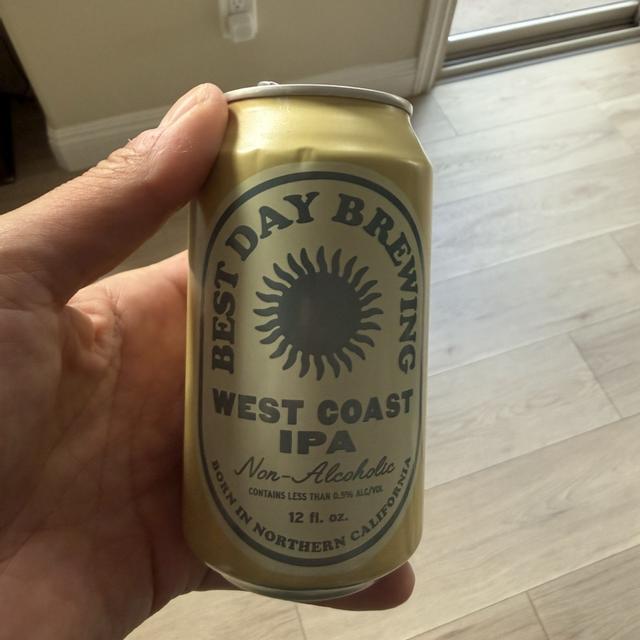 BEST DAY BREWING
WEST COAST
IPA
Non-Alcoholic
CONTAINS LESS THAN 0.5% ALC/VOL
12 fl. oz.
BORN IN NORTHERN CALIFORNIA